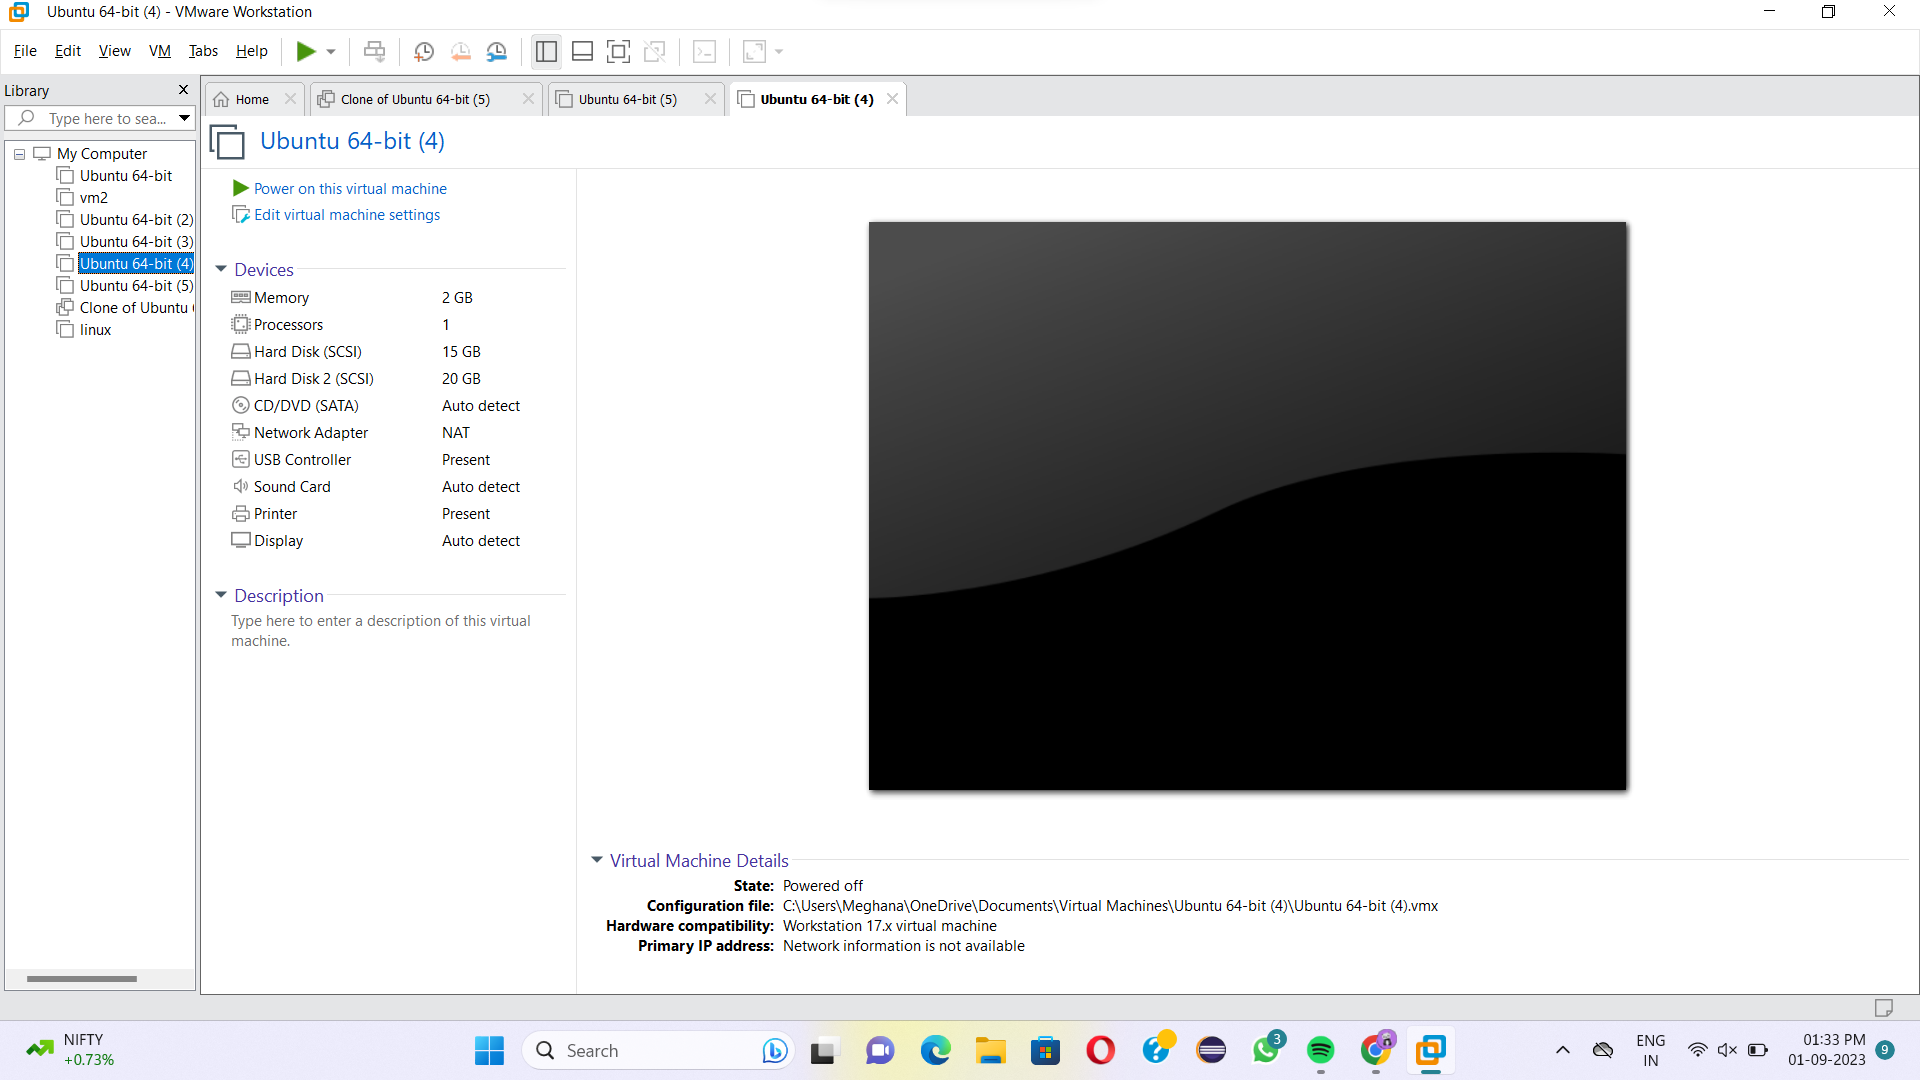 Ubuntu 64-bit (4) - VMware Workstation
File Edit View VM Tabs Help
Library
Type here to sea...
My Computer
Ubuntu 64-bit
vm2
Ubuntu 64-bit (2)
Ubuntu 64-bit (3)
Ubuntu 64-bit (4)
Ubuntu 64-bit (5)
Clone of Ubuntu
linux
Home
Clone of Ubuntu 64-bit (5)
Ubuntu 64-bit (5)
Ubuntu 64-bit (4)
Ubuntu 64-bit (4)
Power on this virtual machine
Edit virtual machine settings
Devices
Memory 2 GB
Processors 1
Hard Disk (SCSI) 15 GB
Hard Disk 2 (SCSI) 20 GB
CD/DVD (SATA) Auto detect
Network Adapter NAT
USB Controller Present
Sound Card Auto detect
Printer Present
Display Auto detect
Description
Type here to enter a description of this virtual
machine.
Virtual Machine Details
State: Powered off
Configuration file: C:\Users\Meghana\OneDrive\Documents\Virtual Machines\Ubuntu 64-bit (4)\Ubuntu 64-bit (4).vmx
Hardware compatibility: Workstation 17.x virtual machine
Primary IP address: Network information is not available
NIFTY
+0.73%
Search
3
ENG
IN
01:33 PM
01-09-2023
9